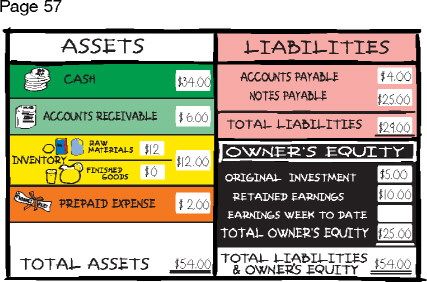 Page 57
ASSETS
CASH $34.00
ACCOUNTS RECEIVABLE $6.00
INVENTORY
RAW MATERIALS $12
FINISHED GOODS $0
$12.00
PREPAID EXPENSE $2.00
TOTAL ASSETS $54.00
LIABILITIES
ACCOUNTS PAYABLE $4.00
NOTES PAYABLE $25.00
TOTAL LIABILITIES $29.00
OWNER'S EQUITY
ORIGINAL INVESTMENT $5.00
RETAINED EARNINGS $10.00
EARNINGS WEEK TO DATE
TOTAL OWNER'S EQUITY $25.00
TOTAL LIABILITIES
& OWNER'S EQUITY $54.00